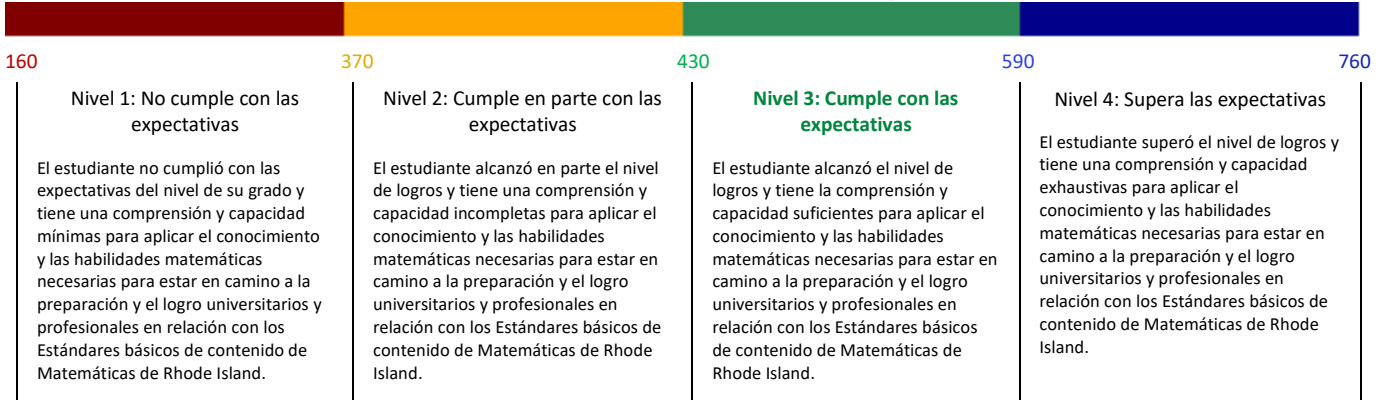 160
370
430
590
760
Nivel 1: No cumple con las
expectativas
El estudiante no cumplió con las
expectativas del nivel de su grado y
tiene una comprensión y capacidad
mínimas para aplicar el conocimiento
y las habilidades matemáticas
necesarias para estar en camino a la
preparación y el logro universitarios y
profesionales en relación con los
Estándares básicos de contenido de
Matemáticas de Rhode Island.
Nivel 2: Cumple en parte con las
expectativas
El estudiante alcanzó en parte el nivel
de logros y tiene una comprensión y
capacidad incompletas para aplicar el
conocimiento y las habilidades
matemáticas necesarias para estar en
camino a la preparación y el logro
universitarios y profesionales en
relación con los Estándares básicos de
contenido de Matemáticas de Rhode
Island.
Nivel 3: Cumple con las
expectativas
El estudiante alcanzó el nivel de
logros y tiene la comprensión y
capacidad suficientes para aplicar el
conocimiento y las habilidades
matemáticas necesarias para estar en
camino a la preparación y el logro
universitarios y profesionales en
relación con los Estándares básicos
de contenido de Matemáticas de
Rhode Island.
Nivel 4: Supera las expectativas
El estudiante superó el nivel de logros y
tiene una comprensión y capacidad
exhaustivas para aplicar el
conocimiento y las habilidades
matemáticas necesarias para estar en
camino a la preparación y el logro
universitarios y profesionales en
relación con los Estándares básicos de
contenido de Matemáticas de Rhode
Island.